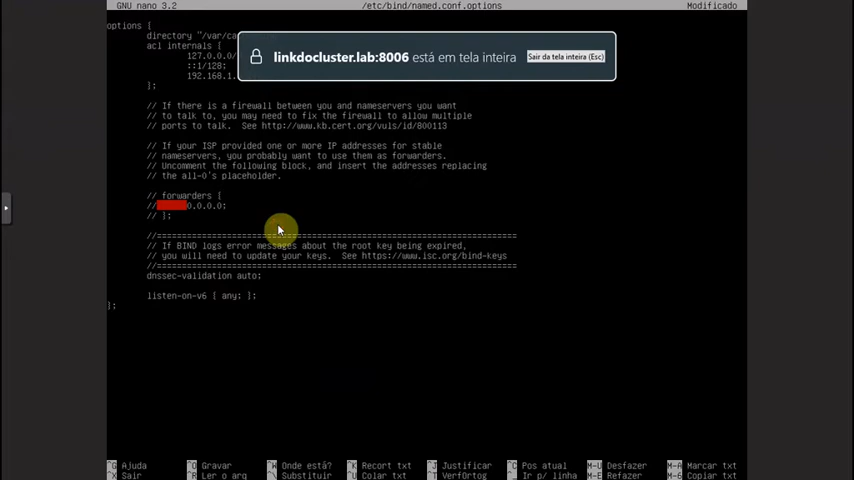 GNU nano 3.2 /etc/bind/named.conf.options Modificado
options {
directory "/var/ca
acl internals {
127.0.0.0/
::1/128;
192.168.1.
};
linkdocluster.lab:8006 está em tela inteira Sair da tela inteira (Esc)
// If there is a firewall between you and nameservers you want
// to talk to, you may need to fix the firewall to allow multiple
// ports to talk. See http://www.kb.cert.org/vuls/id/800113
// If your ISP provided one or more IP addresses for stable
// nameservers, you probably want to use them as forwarders.
// Uncomment the following block, and insert the addresses replacing
// the all-0's placeholder.
// forwarders {
// 0.0.0.0;
// };
//========================================================================
// If BIND logs error messages about the root key being expired,
// you will need to update your keys. See https://www.isc.org/bind-keys
//========================================================================
dnssec-validation auto;
listen-on-v6 { any; };
};
^G Ajuda ^O Gravar ^W Onde está? ^K Recort txt ^J Justificar ^C Pos atual M-U Desfazer M-A Marcar txt
^X Sair ^R Ler o arq ^\ Substituir ^U Colar txt ^T VerfOrtog ^_ Ir p/ linha M-E Refazer M-6 Copiar txt